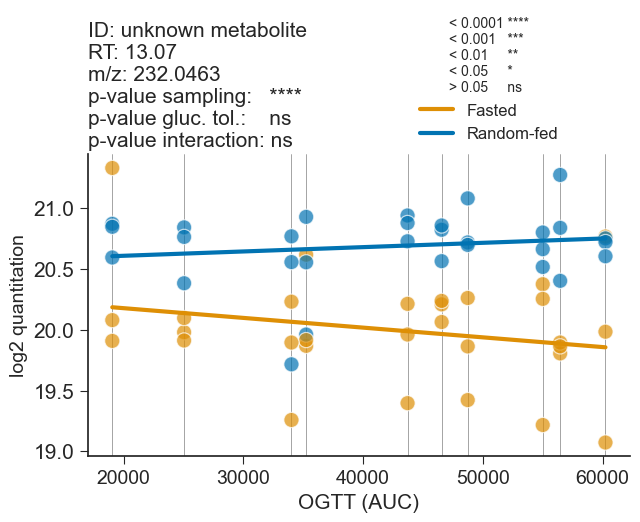 ID: unknown metabolite
RT: 13.07
m/z: 232.0463
p-value sampling: ****
p-value gluc. tol.: ns
p-value interaction: ns
< 0.0001 ****
< 0.001 ***
< 0.01 **
< 0.05 *
> 0.05 ns
Fasted
Random-fed
log2 quantitation
21.0
20.5
20.0
19.5
19.0
20000 30000 40000 50000 60000
OGTT (AUC)